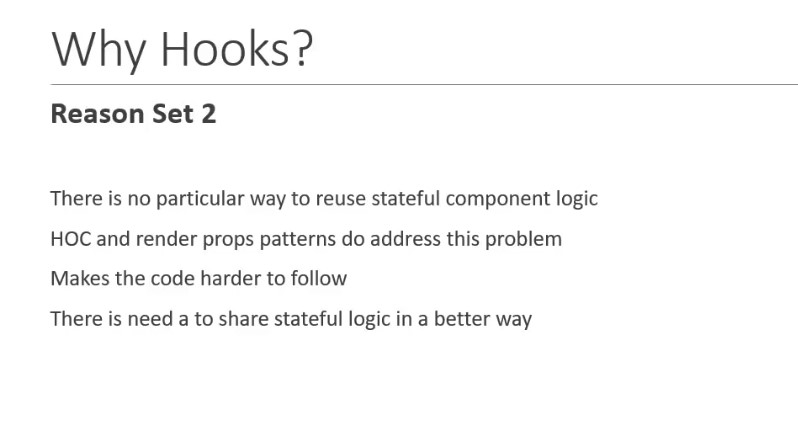 Why Hooks?
Reason Set 2
There is no particular way to reuse stateful component logic
HOC and render props patterns do address this problem
Makes the code harder to follow
There is need a to share stateful logic in a better way